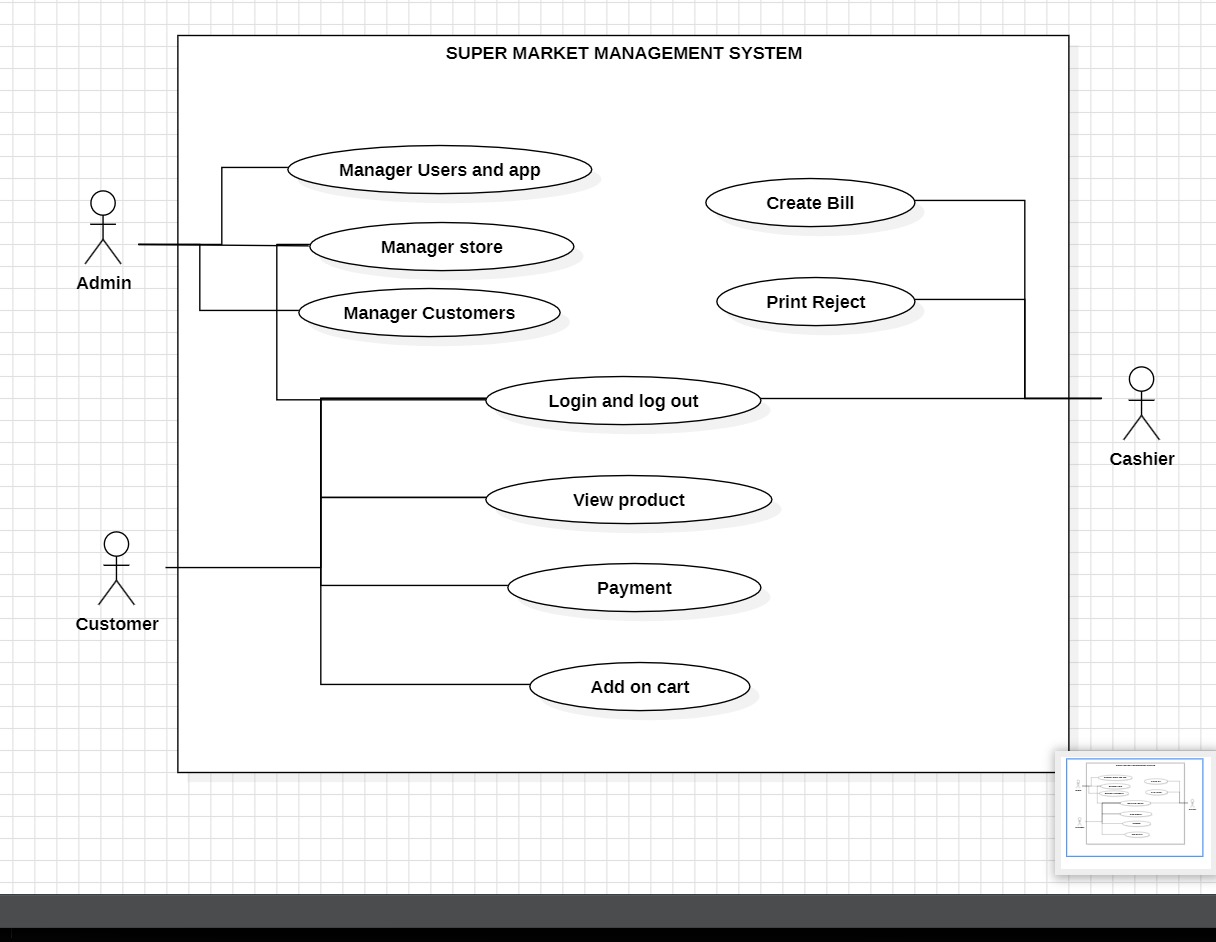 SUPER MARKET MANAGEMENT SYSTEM
Manager Users and app
Create Bill
Manager store
Admin
Print Reject
Manager Customers
Login and log out
Cashier
View product
Payment
Customer
Add on cart